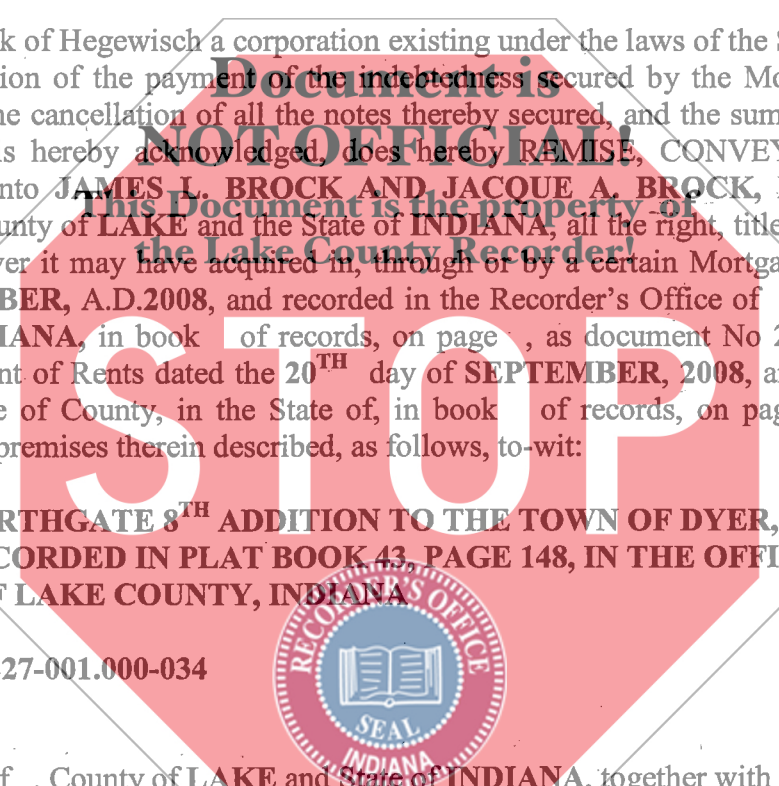 k of Hegewisch a corporation existing under the laws of the S
Document is
ion of the payment of the indebtedness secured by the Mo
ne cancellation of all the notes thereby secured, and the sum
NOT OFFICIAL!
is hereby acknowledged, does hereby REMISE, CONVEY
nto JAMES L. BROCK AND JACQUE A. BROCK,
This Document is the property of
unty of LAKE and the State of INDIANA, all the right, title
the Lake County Recorder!
ver it may have acquired in, through or by a certain Mortga
BER, A.D.2008, and recorded in the Recorder's Office of
IANA, in book of records, on page , as document No 2
nt of Rents dated the 20TH day of SEPTEMBER, 2008, a
e of County, in the State of, in book of records, on pag
premises therein described, as follows, to-wit:
STOP
RTHGATE 8TH ADDITION TO THE TOWN OF DYER,
CORDED IN PLAT BOOK 43, PAGE 148, IN THE OFFI
F LAKE COUNTY, INDIANA
RECORDER'S OFFICE
27-001.000-034
SEAL
INDIANA
f , County of LAKE and State of INDIANA, together with